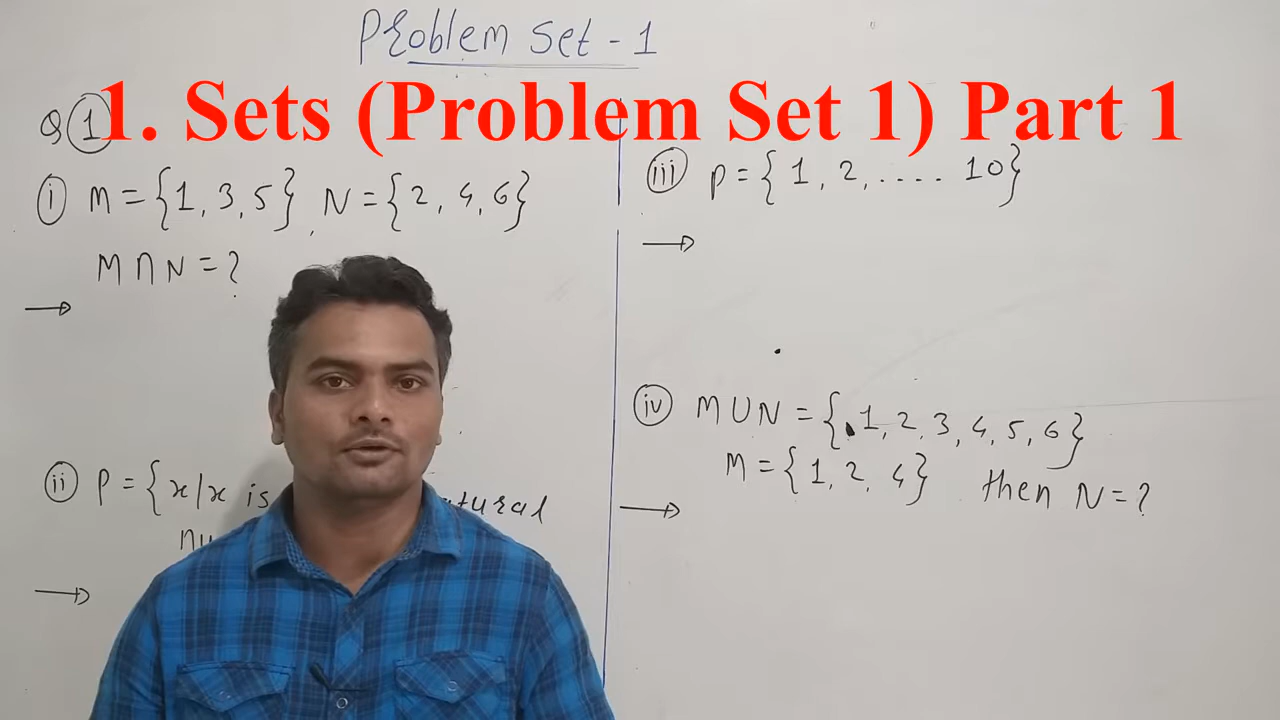 Problem Set - 1
1. Sets (Problem Set 1) Part 1
Q 1
i M = {1, 3, 5}, N = {2, 4, 6}
M ∩ N = ?
ii P = {x/x is
iii P = {1, 2, .... 10}
iv M U N = {1, 2, 3, 4, 5, 6}
M = {1, 2, 4} then N = ?